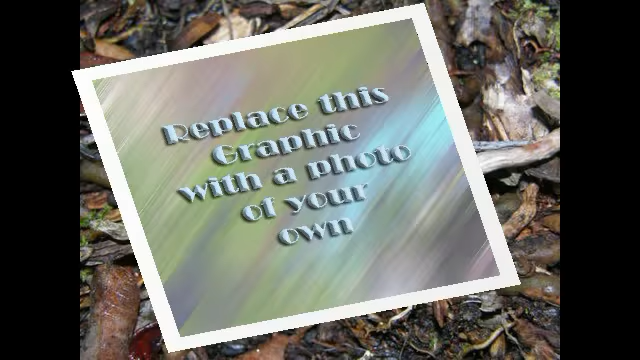 Replace this
Graphic
with a photo
of your
own